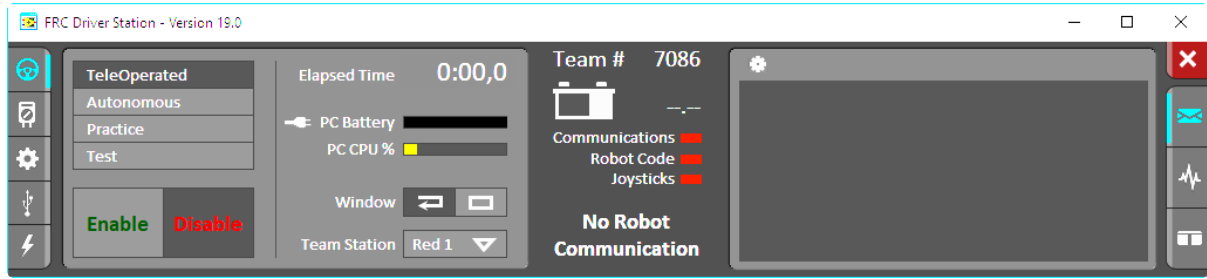 FRC Driver Station - Version 19.0
TeleOperated
Autonomous
Practice
Test
Enable Disable
Elapsed Time 0:00,0
PC Battery
PC CPU %
Window
Team Station Red 1
Team # 7086
--.--
Communications
Robot Code
Joysticks
No Robot
Communication